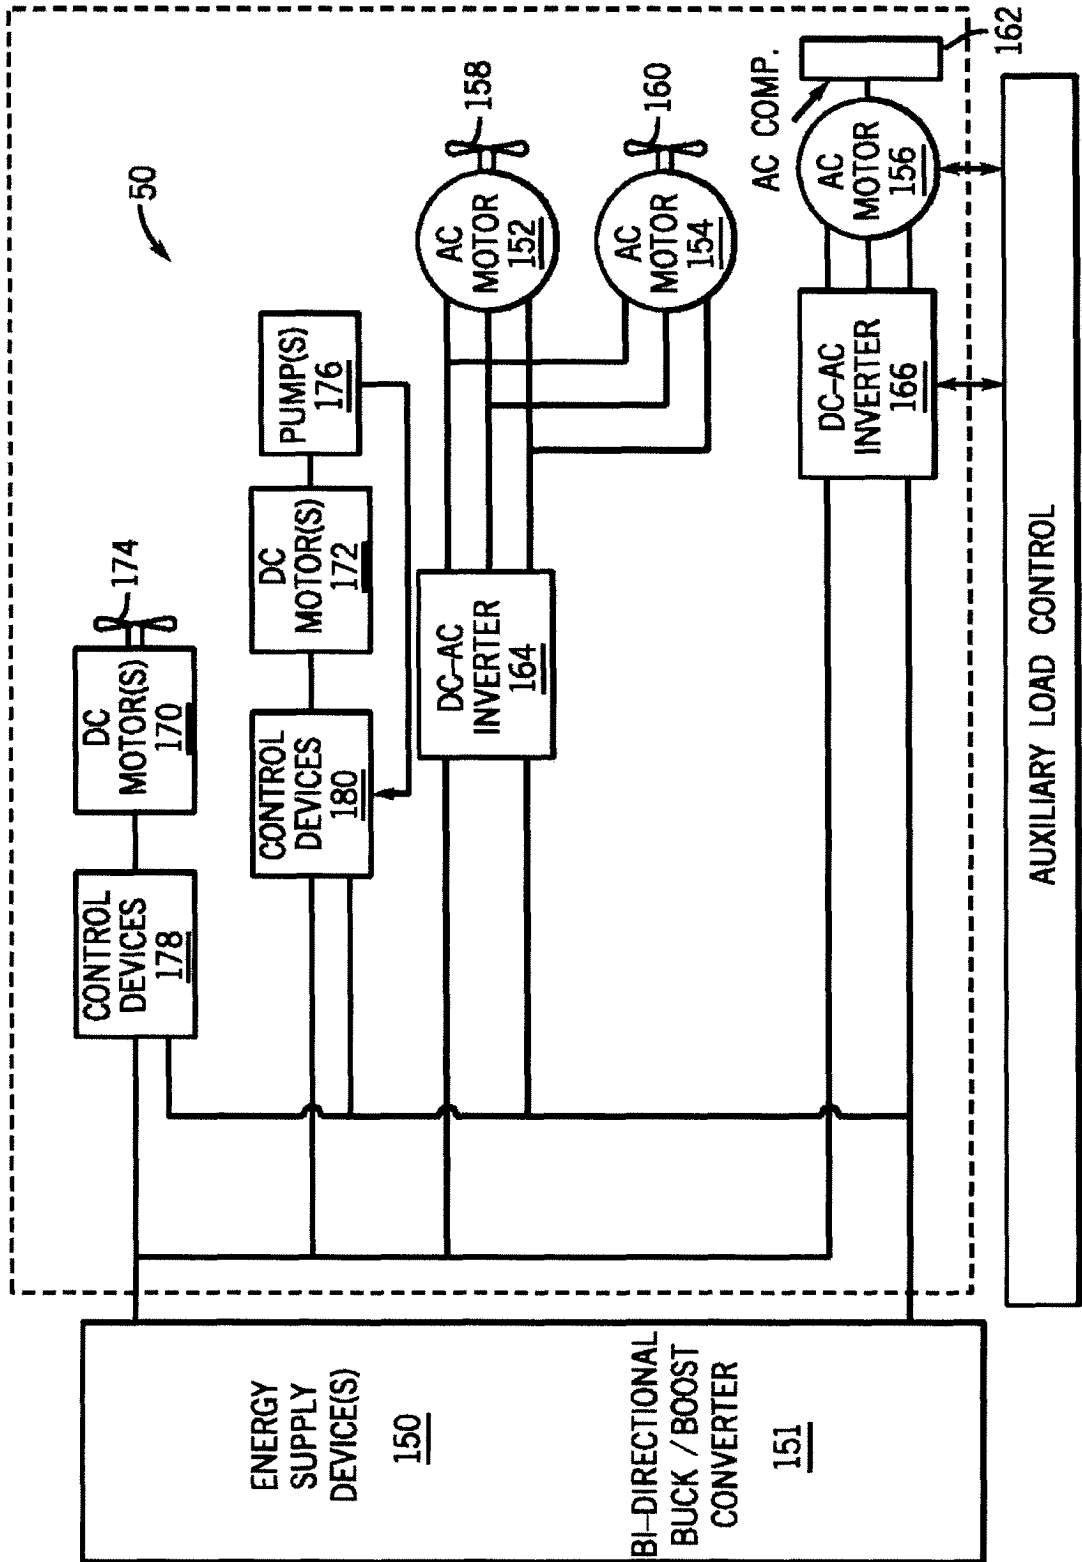 50
ENERGY
SUPPLY
DEVICE(S)
150
BI-DIRECTIONAL
BUCK / BOOST
CONVERTER
151
CONTROL
DEVICES
178
DC
MOTOR(S)
170
174
CONTROL
DEVICES
180
DC
MOTOR(S)
172
PUMP(S)
176
DC-AC
INVERTER
164
AC
MOTOR
152
158
AC
MOTOR
154
160
DC-AC
INVERTER
166
AC
MOTOR
156
AC COMP.
162
AUXILIARY LOAD CONTROL